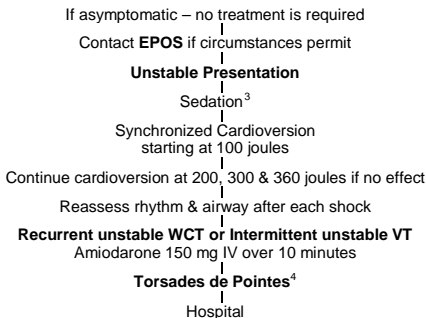 If asymptomatic – no treatment is required
Contact EPOS if circumstances permit
Unstable Presentation
Sedation3
Synchronized Cardioversion
starting at 100 joules
Continue cardioversion at 200, 300 & 360 joules if no effect
Reassess rhythm & airway after each shock
Recurrent unstable WCT or Intermittent unstable VT
Amiodarone 150 mg IV over 10 minutes
Torsades de Pointes4
Hospital